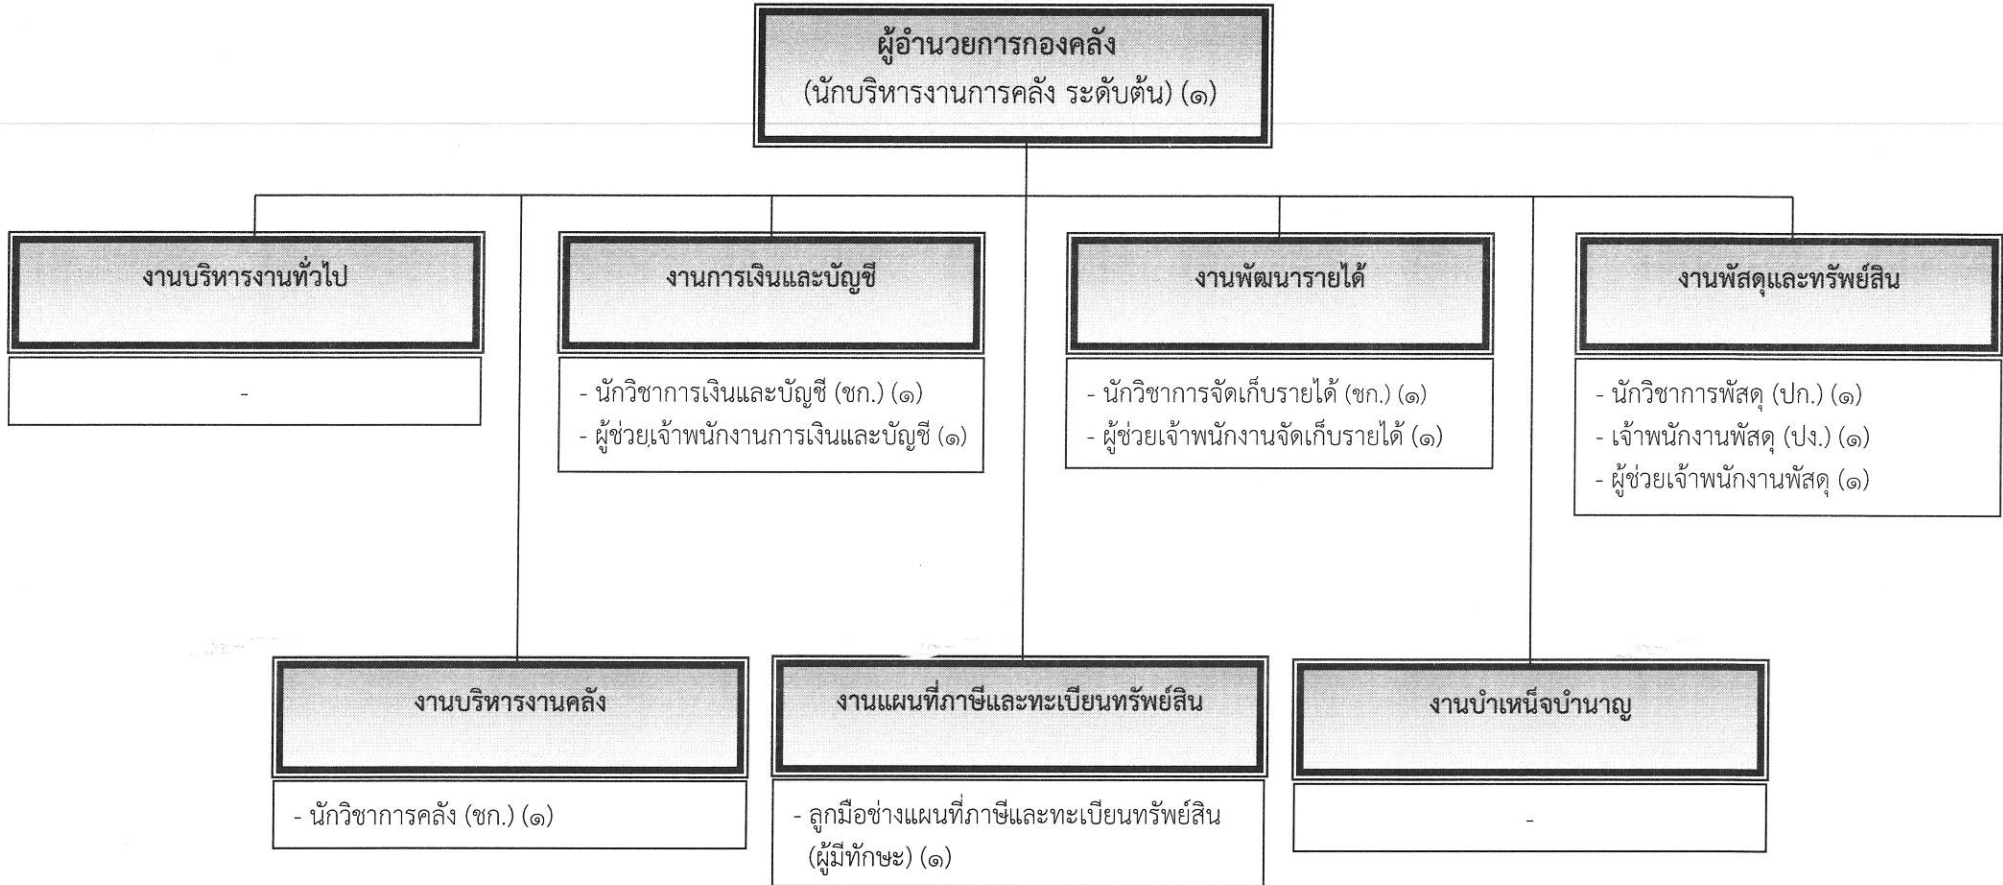 ผู้อำนวยการกองคลัง
(นักบริหารงานการคลัง ระดับต้น) (๑)
งานบริหารงานทั่วไป
-
งานการเงินและบัญชี
- นักวิชาการเงินและบัญชี (ชก.) (๑)
- ผู้ช่วยเจ้าพนักงานการเงินและบัญชี (๑)
งานพัฒนารายได้
- นักวิชาการจัดเก็บรายได้ (ชก.) (๑)
- ผู้ช่วยเจ้าพนักงานจัดเก็บรายได้ (๑)
งานพัสดุและทรัพย์สิน
- นักวิชาการพัสดุ (ปก.) (๑)
- เจ้าพนักงานพัสดุ (ปง.) (๑)
- ผู้ช่วยเจ้าพนักงานพัสดุ (๑)
งานบริหารงานคลัง
- นักวิชาการคลัง (ชก.) (๑)
งานแผนที่ภาษีและทะเบียนทรัพย์สิน
- ลูกมือช่างแผนที่ภาษีและทะเบียนทรัพย์สิน
(ผู้มีทักษะ) (๑)
งานบำเหน็จบำนาญ
-